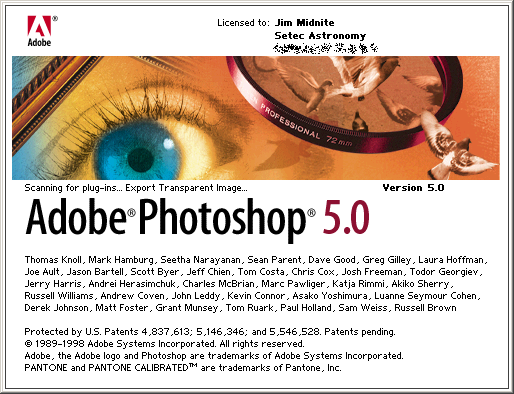 Adobe®
Licensed to: Jim Midnite
Setec Astronomy
PROFESSIONAL 72mm
Scanning for plug-ins... Export Transparent Image...
Version 5.0
Adobe® Photoshop® 5.0
Thomas Knoll, Mark Hamburg, Seetha Narayanan, Sean Parent, Dave Good, Greg Gilley, Laura Hoffman,
Joe Ault, Jason Bartell, Scott Byer, Jeff Chien, Tom Costa, Chris Cox, Josh Freeman, Todor Georgiev,
Jerry Harris, Andrei Herasimchuk, Charles McBrian, Marc Pawliger, Katja Rimmi, Akiko Sherry,
Russell Williams, Andrew Coven, John Leddy, Kevin Connor, Asako Yoshimura, Luanne Seymour Cohen,
Derek Johnson, Matt Foster, Grant Munsey, Tom Ruark, Paul Holland, Sam Weiss, Russell Brown
Protected by U.S. Patents 4,837,613; 5,146,346; and 5,546,528. Patents pending.
© 1989-1998 Adobe Systems Incorporated. All rights reserved.
Adobe, the Adobe logo and Photoshop are trademarks of Adobe Systems Incorporated.
PANTONE and PANTONE CALIBRATED™ are trademarks of Pantone, Inc.